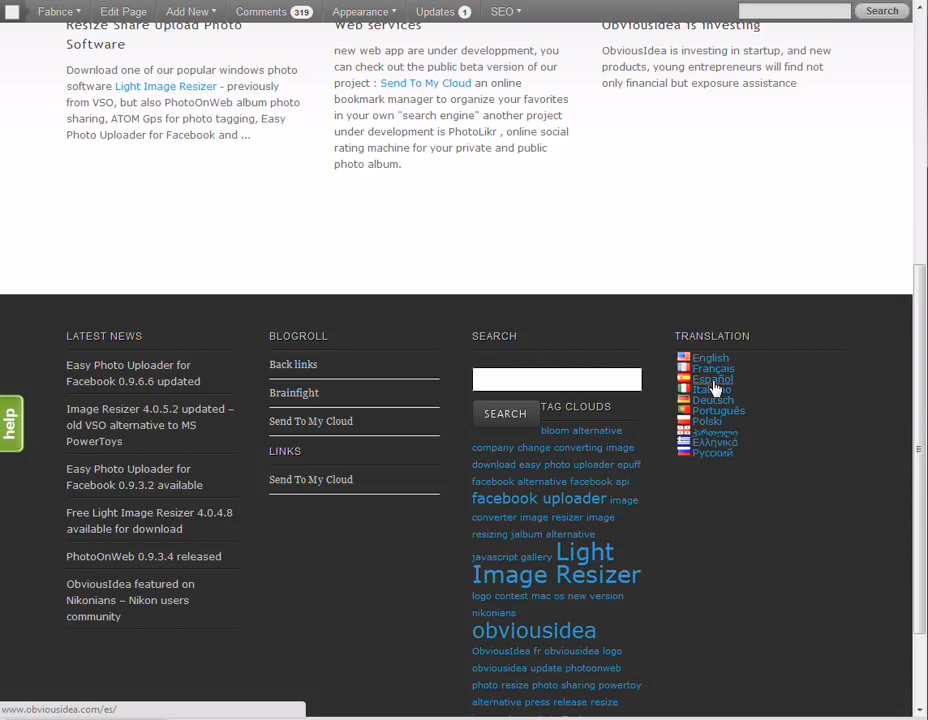 Fabrice Edit Page Add New Comments 319 Appearance Updates 1 SEO Search
Resize Share Upload Photo
Software
Download one of our popular windows photo
software Light Image Resizer - previously
from VSO, but also PhotoOnWeb album photo
sharing, ATOM Gps for photo tagging, Easy
Photo Uploader for Facebook and ...
Web services
new web app are under developpment, you
can check out the public beta version of our
project : Send To My Cloud an online
bookmark manager to organize your favorites
in your own "search engine" another project
under development is PhotoLikr , online social
rating machine for your private and public
photo album.
ObviousIdea is investing
ObviousIdea is investing in startup, and new
products, young entrepreneurs will find not
only financial but exposure assistance
help
LATEST NEWS
Easy Photo Uploader for
Facebook 0.9.6.6 updated
Image Resizer 4.0.5.2 updated –
old VSO alternative to MS
PowerToys
Easy Photo Uploader for
Facebook 0.9.3.2 available
Free Light Image Resizer 4.0.4.8
available for download
PhotoOnWeb 0.9.3.4 released
ObviousIdea featured on
Nikonians – Nikon users
community
BLOGROLL
Back links
Brainfight
Send To My Cloud
LINKS
Send To My Cloud
SEARCH
SEARCH TAG CLOUDS
bloom alternative
company change converting image
download easy photo uploader epuff
facebook alternative facebook api
facebook uploader image
converter image resizer image
resizing jalbum alternative
javascript gallery Light
Image Resizer
logo contest mac os new version
nikonians
obviousidea
ObviousIdea fr obviousidea logo
obviousidea update photoonweb
photo resize photo sharing powertoy
alternative press release resize
TRANSLATION
English
Français
Español
Italiano
Deutsch
Português
Polski
ქართული
Ελληνικά
Русский
www.obviousidea.com/es/